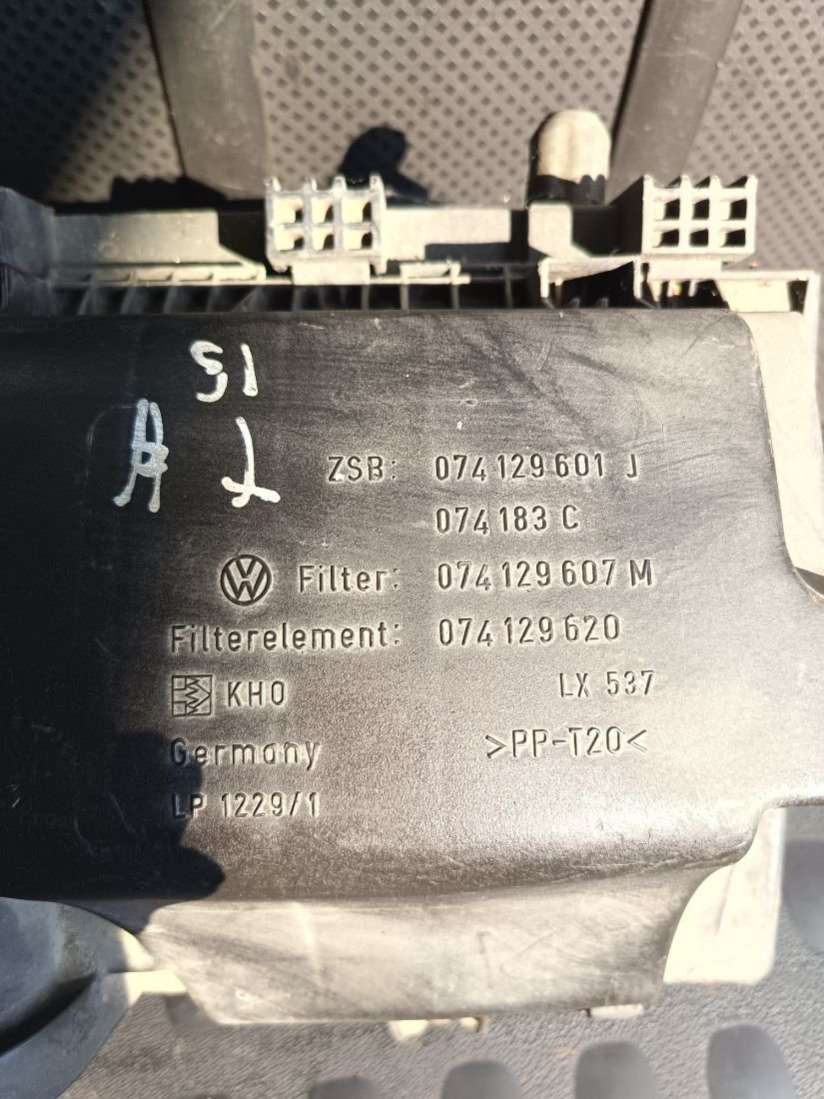 51
A2
ZSB: 074 129 601 J
074 183 C
Filter: 074 129 607 M
Filterelement: 074 129 620
KHO LX 537
Germany >PP-T20<
LP 1229/1